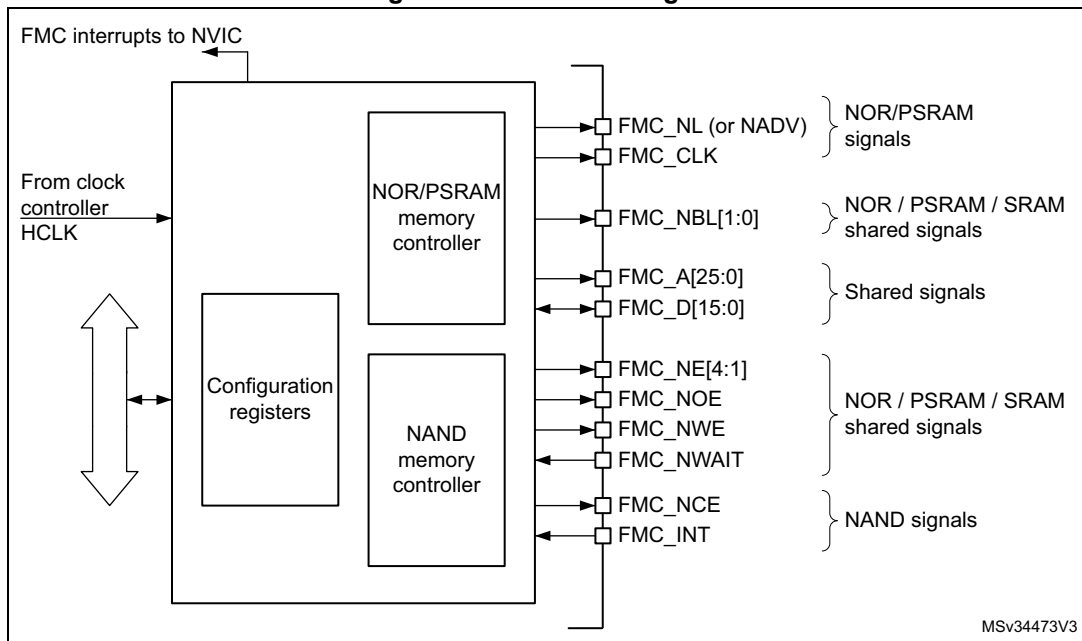 FMC interrupts to NVIC
From clock
controller
HCLK
NOR/PSRAM
memory
controller
Configuration
registers
NAND
memory
controller
FMC_NL (or NADV)
FMC_CLK
NOR/PSRAM
signals
FMC_NBL[1:0]
NOR / PSRAM / SRAM
shared signals
FMC_A[25:0]
FMC_D[15:0]
Shared signals
FMC_NE[4:1]
FMC_NOE
FMC_NWE
FMC_NWAIT
NOR / PSRAM / SRAM
shared signals
FMC_NCE
FMC_INT
NAND signals
MSv34473V3